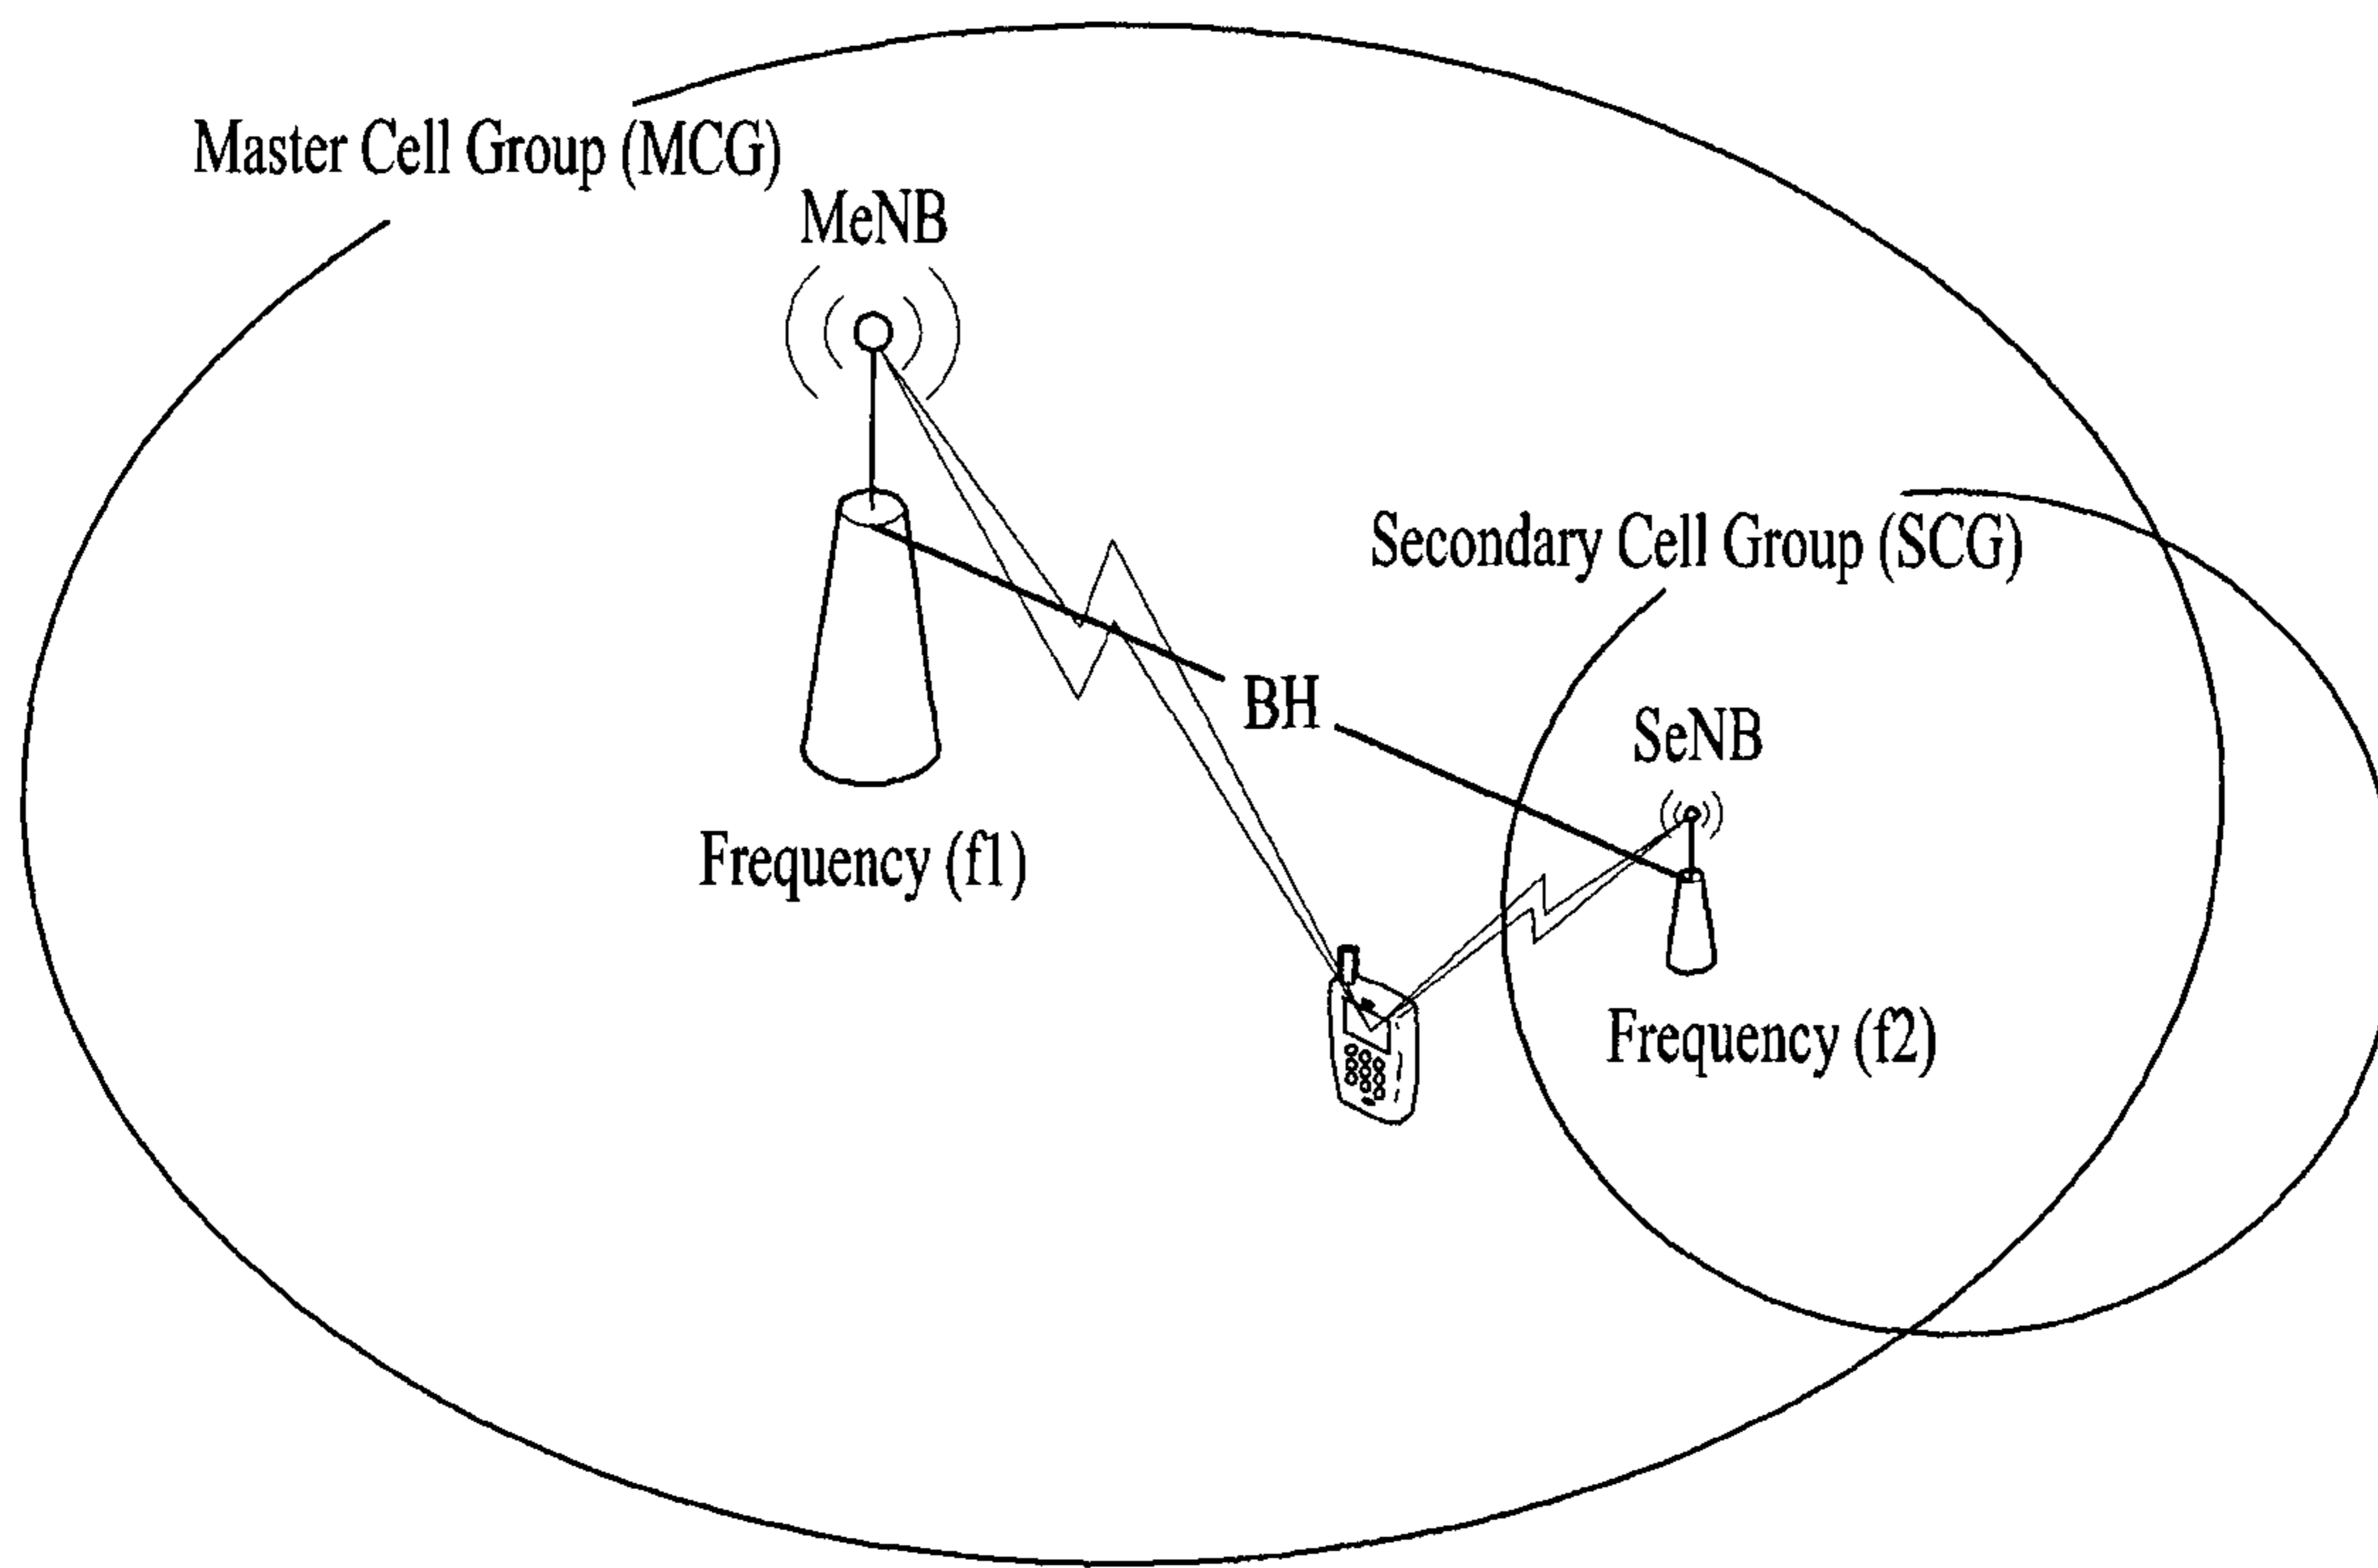 Master Cell Group (MCG)
MeNB
Secondary Cell Group (SCG)
BH
SeNB
Frequency (f1)
Frequency (f2)